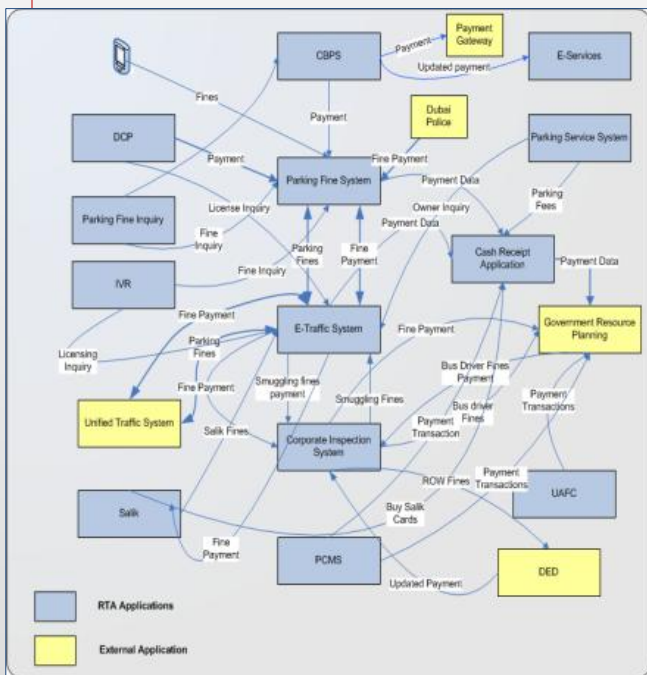 CBPS
Payment
Payment
Gateway
E-Services
Updated payment
Fines
DCP
Payment
Payment
Dubai
Police
Parking Service System
Fine Payment
Parking Fine System
Payment Data
License Inquiry
Owner Inquiry
Parking
Fees
Parking Fine Inquiry
Fine
Inquiry
Payment Data
Parking
Fines
Fine
Payment
Cash Receipt
Application
Payment Data
IVR
Fine Inquiry
Fine Payment
E-Traffic System
Fine Payment
Government Resource
Planning
Licensing
Inquiry
Parking
Fines
Fine Payment
Smuggling fines
payment
Smuggling Fines
Bus Driver Fines
Payment
Bus driver
Fines
Payment
Transactions
Unified Traffic System
Salik Fines
Corporate Inspection
System
Payment
Transaction
ROW Fines
Payment
Transactions
UAFC
Salik
Buy Salik
Cards
Fine
Payment
PCMS
Updated Payment
DED
RTA Applications
External Application